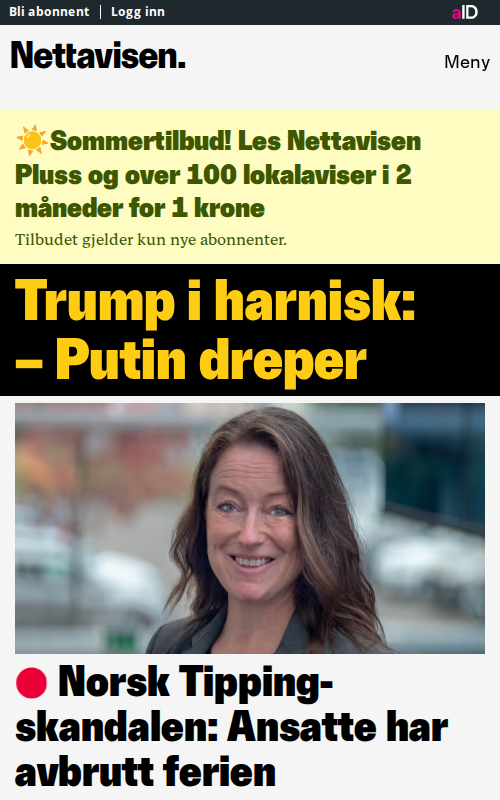 Bli abonnent | Logg inn
aID
Nettavisen.
Meny
☀️Sommertilbud! Les Nettavisen
Pluss og over 100 lokalaviser i 2
måneder for 1 krone
Tilbudet gjelder kun nye abonnenter.
Trump i harnisk:
– Putin dreper
🔴 Norsk Tipping-
skandalen: Ansatte har
avbrutt ferien